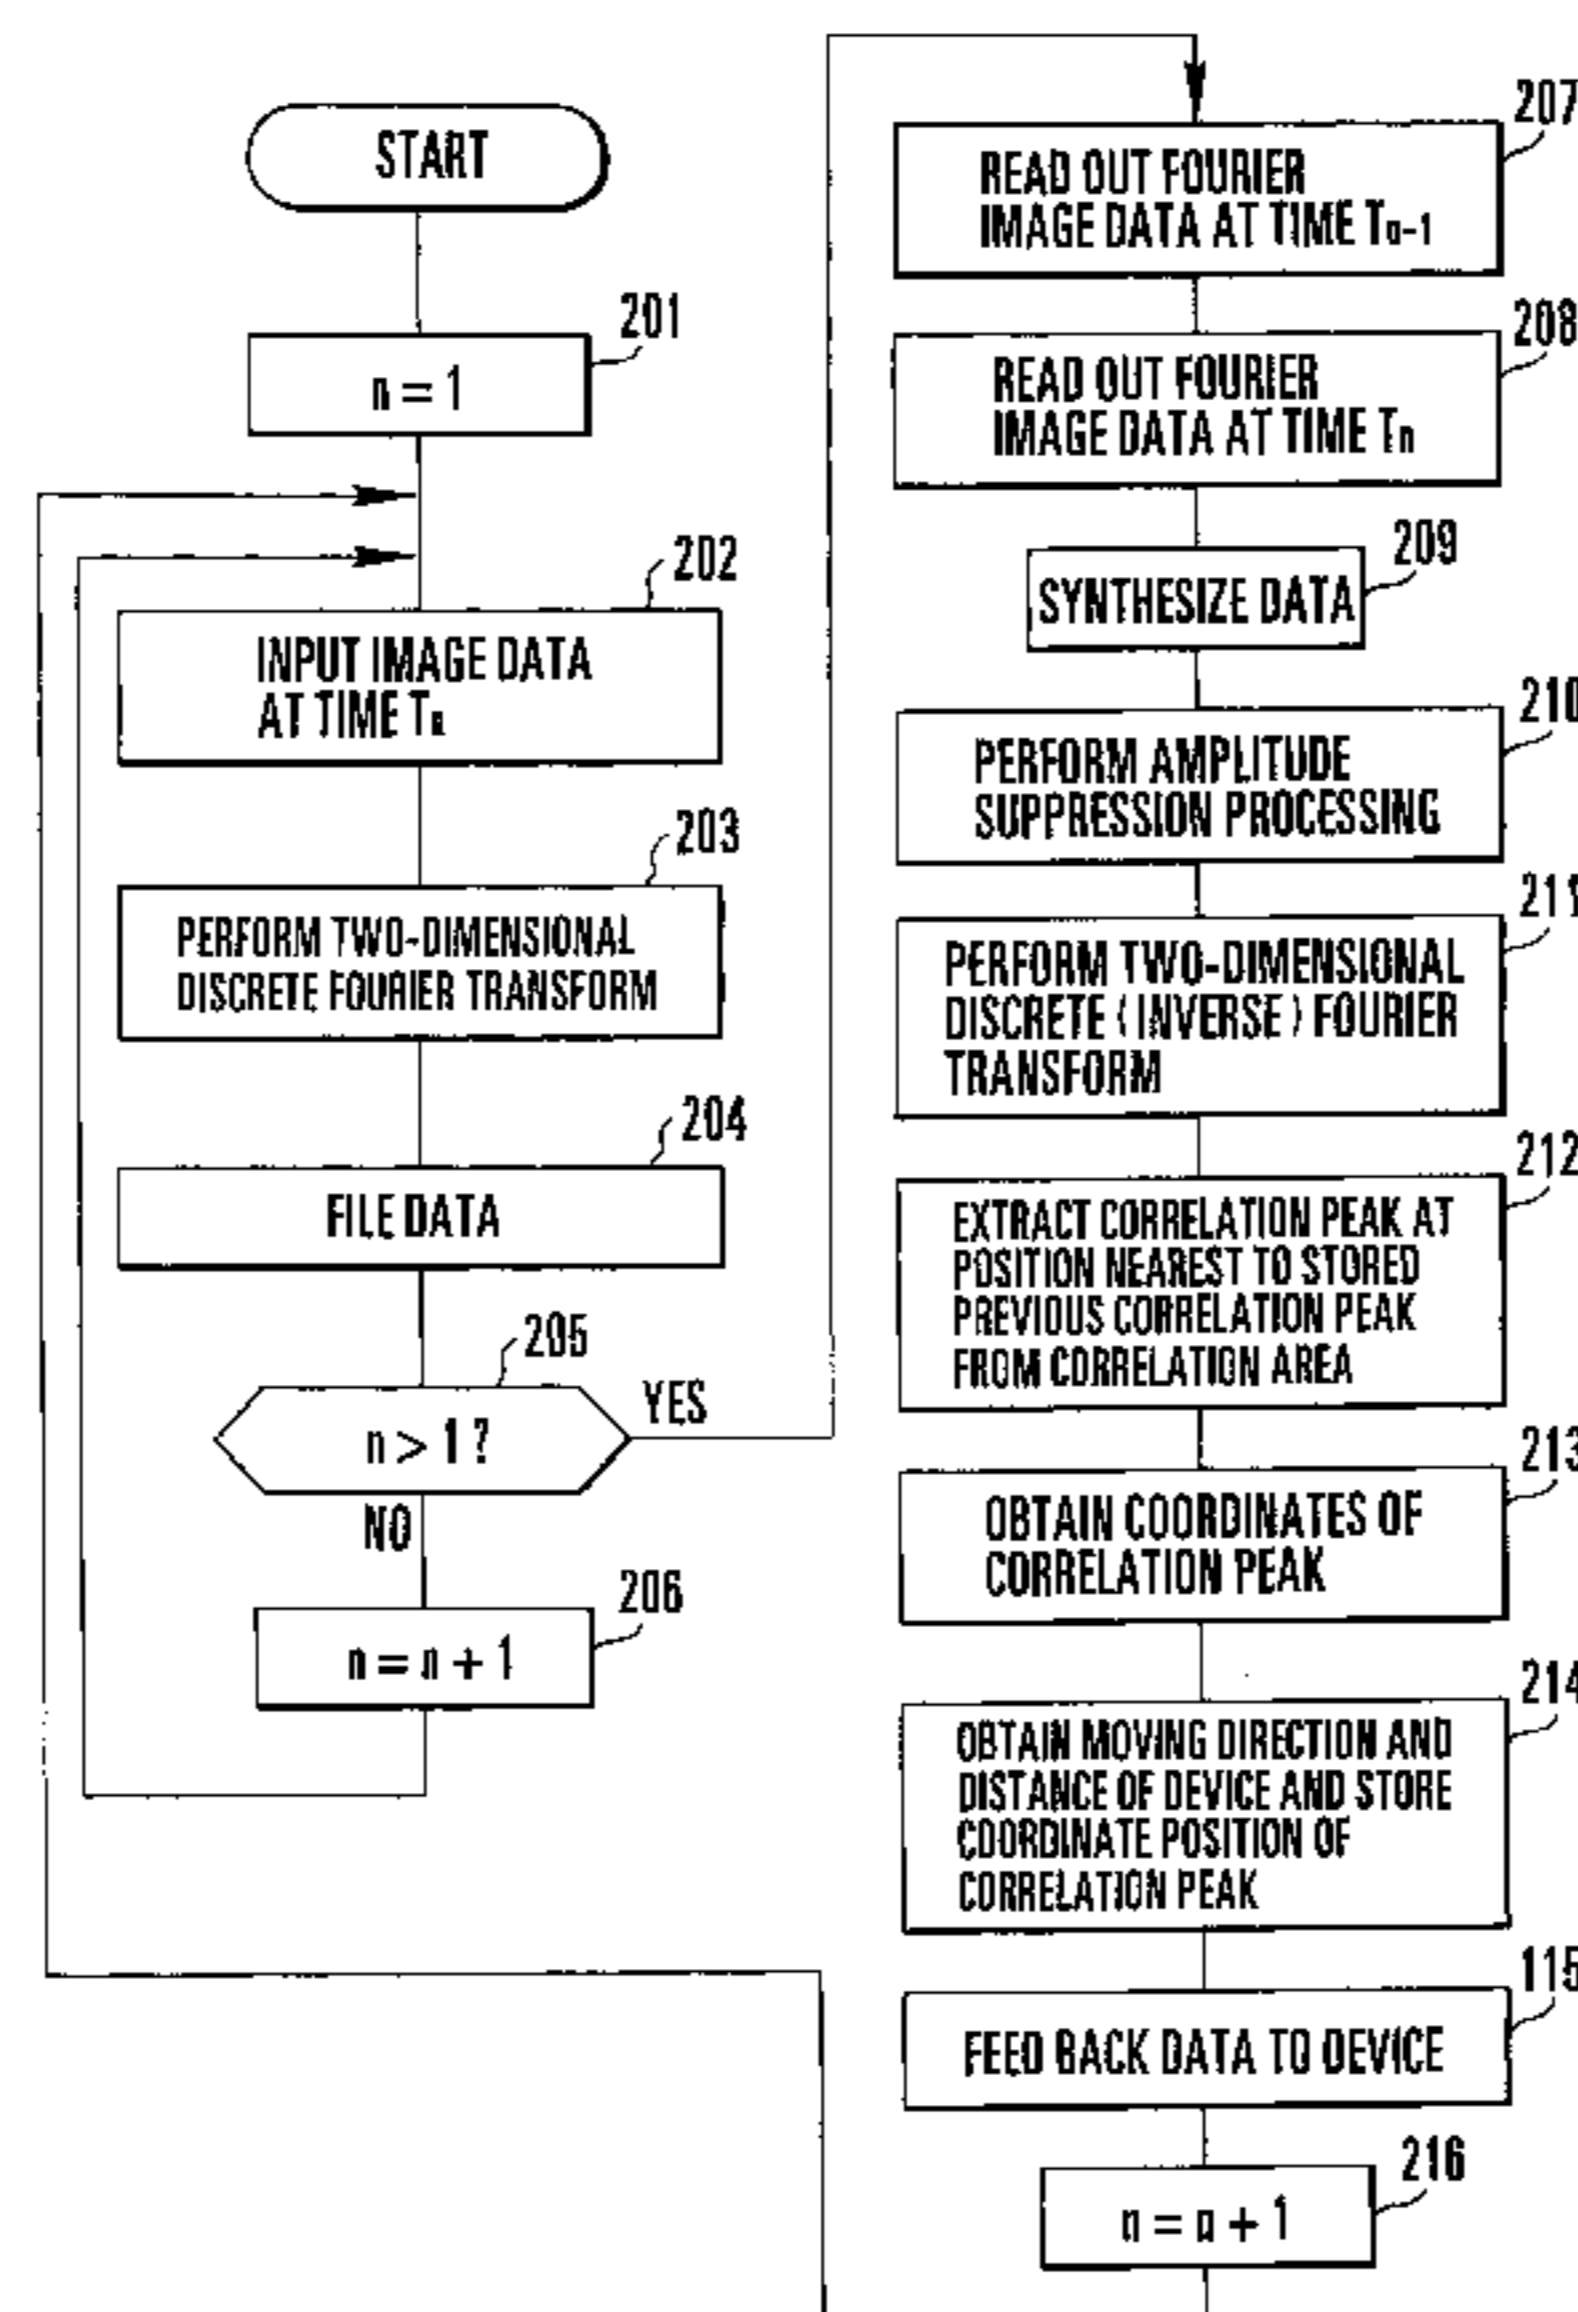 START
201
n = 1
202
INPUT IMAGE DATA
AT TIME Tn
203
PERFORM TWO-DIMENSIONAL
DISCRETE FOURIER TRANSFORM
204
FILE DATA
205
n > 1 ?
YES
NO
206
n = n + 1
207
READ OUT FOURIER
IMAGE DATA AT TIME Tn-1
208
READ OUT FOURIER
IMAGE DATA AT TIME Tn
209
SYNTHESIZE DATA
210
PERFORM AMPLITUDE
SUPPRESSION PROCESSING
211
PERFORM TWO-DIMENSIONAL
DISCRETE (INVERSE) FOURIER
TRANSFORM
212
EXTRACT CORRELATION PEAK AT
POSITION NEAREST TO STORED
PREVIOUS CORRELATION PEAK
FROM CORRELATION AREA
213
OBTAIN COORDINATES OF
CORRELATION PEAK
214
OBTAIN MOVING DIRECTION AND
DISTANCE OF DEVICE AND STORE
COORDINATE POSITION OF
CORRELATION PEAK
115
FEED BACK DATA TO DEVICE
216
n = n + 1